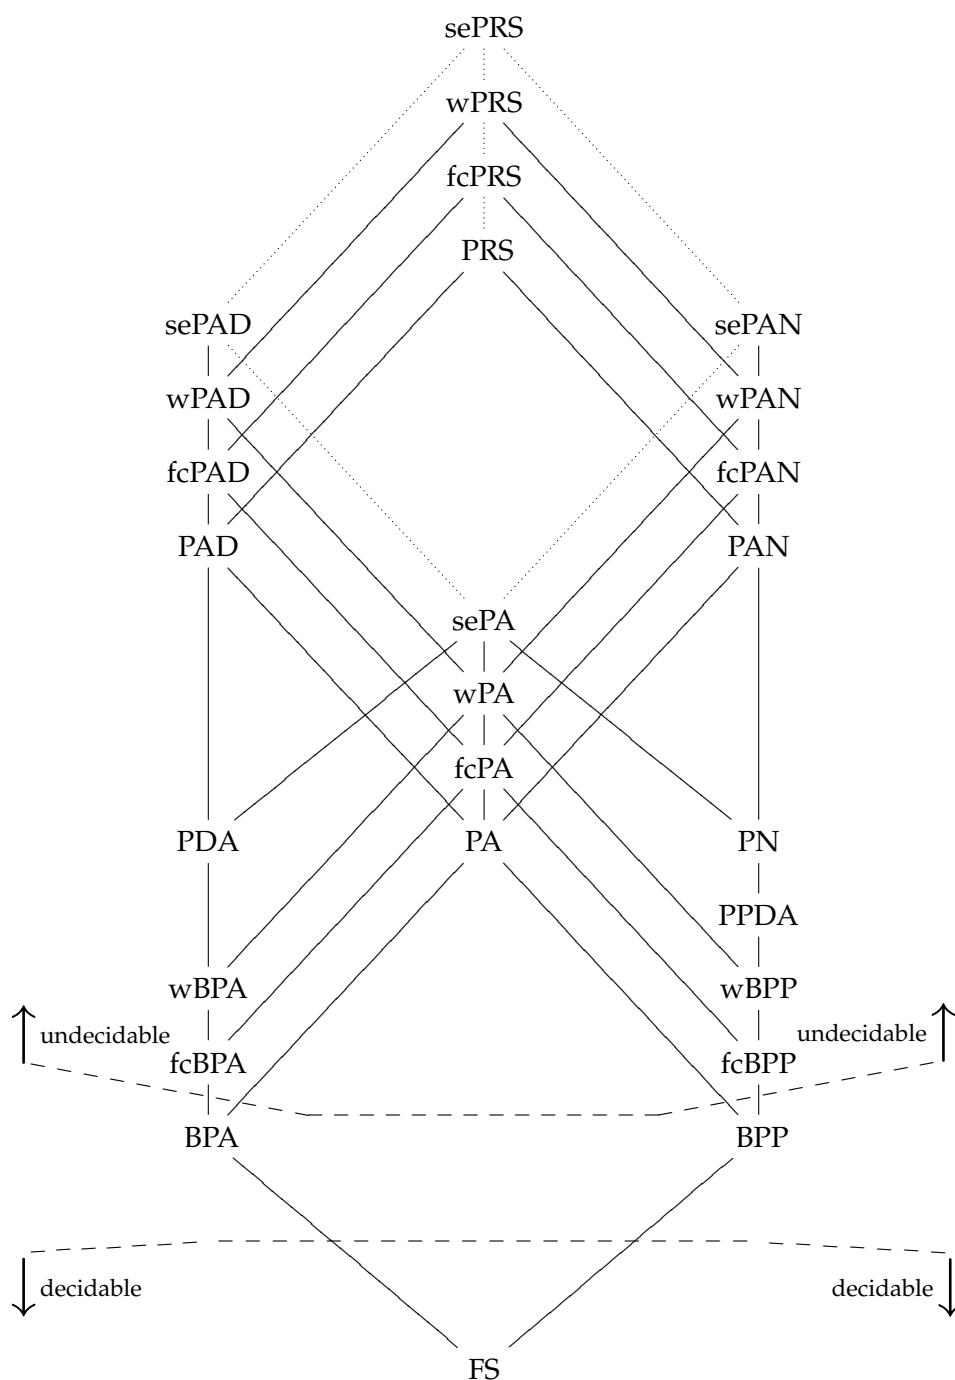 sePRS
wPRS
fcPRS
PRS
sePAD sePAN
wPAD wPAN
fcPAD fcPAN
PAD PAN
sePA
wPA
fcPA
PDA PA PN
PPDA
wBPA wBPP
undecidable undecidable
fcBPA fcBPP
BPA BPP
decidable decidable
FS